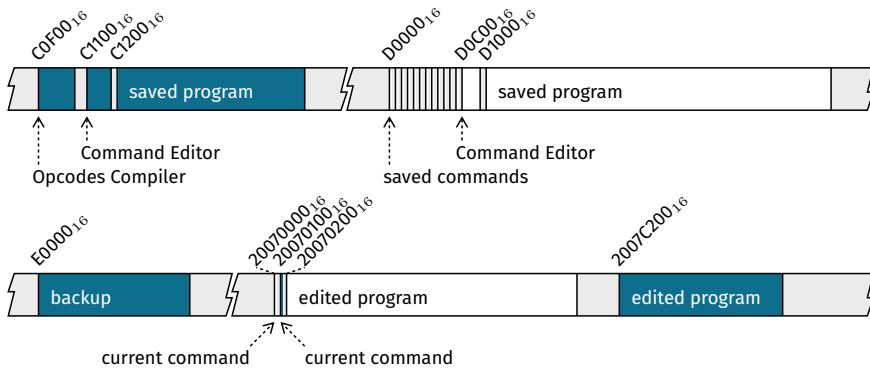 C0F00₁₆ C1100₁₆ C1200₁₆ D0000₁₆ D0C00₁₆ D1000₁₆
saved program saved program
Command Editor Command Editor
Opcodes Compiler saved commands
E0000₁₆ 20070000₁₆ 20070100₁₆ 20070200₁₆ 2007C200₁₆
backup edited program edited program
current command current command